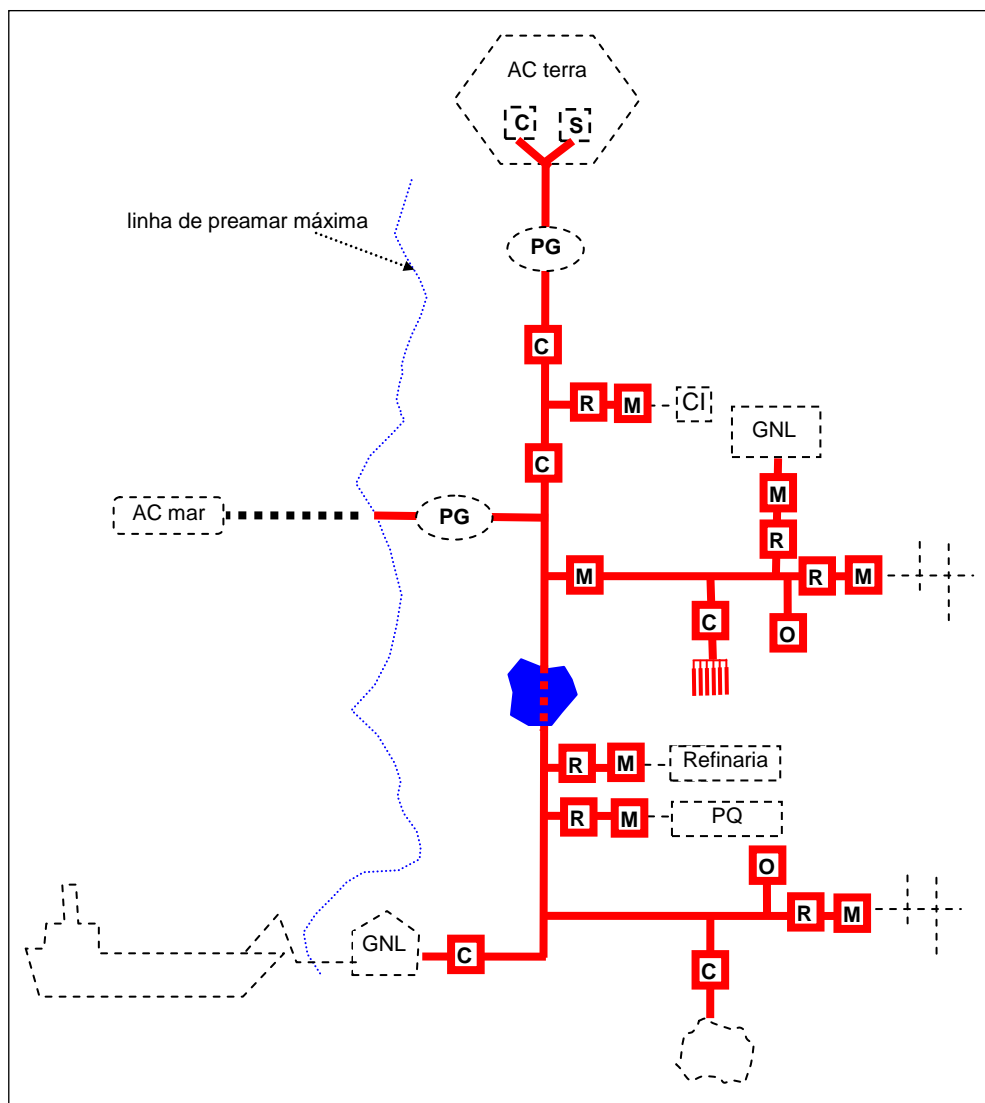 AC terra
C S
linha de preamar máxima
PG
C
R M CI
GNL
C
M
AC mar
PG
R
M
R M
C
O
R M Refinaria
R M PQ
O
R M
GNL
C
C